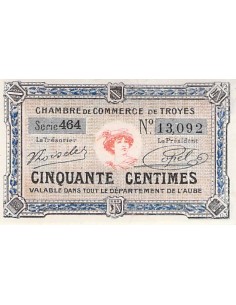 CHAMBRE DE COMMERCE DE TROYES
Serie 464 N° 13,092
Le Trésorier Le Président
CINQUANTE CENTIMES
VALABLE DANS TOUT LE DÉPARTEMENT DE L'AUBE